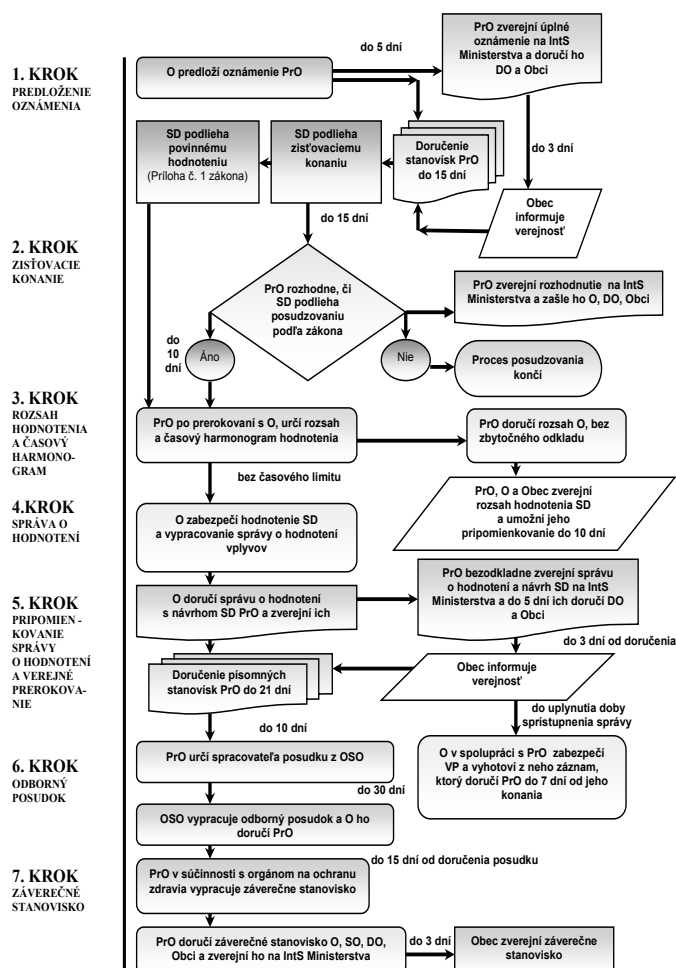 do 5 dní
PrO zverejní úplné
oznámenie na IntS
Ministerstva a doručí ho
DO a Obci
1. KROK
PREDLOŽENIE
OZNÁMENIA
O predloží oznámenie PrO
SD podlieha
povinnému
hodnoteniu
(Príloha č. 1 zákona)
SD podlieha
zisťovaciemu
konaniu
Doručenie
stanovísk PrO
do 15 dní
do 3 dní
Obec
informuje
verejnosť
do 15 dní
2. KROK
ZISŤOVACIE
KONANIE
PrO rozhodne, či
SD podlieha
posudzovaniu
podľa zákona
PrO zverejní rozhodnutie na IntS
Ministerstva a zašle ho O, DO, Obci
do
10
dní
Áno
Nie
Proces posudzovania
končí
3. KROK
ROZSAH
HODNOTENIA
A ČASOVÝ
HARMONO-
GRAM
PrO po prerokovaní s O, určí rozsah
a časový harmonogram hodnotenia
PrO doručí rozsah O, bez
zbytočného odkladu
bez časového limitu
PrO, O a Obec zverejní
rozsah hodnotenia SD
a umožní jeho
pripomienkovanie do 10 dní
4.KROK
SPRÁVA O
HODNOTENÍ
O zabezpečí hodnotenie SD
a vypracovanie správy o hodnotení
vplyvov
5. KROK
PRIPOMIEN -
KOVANIE
SPRÁVY
O HODNOTENÍ
A VEREJNÉ
PREROKOVA-
NIE
O doručí správu o hodnotení
s návrhom SD PrO a zverejní ich
PrO bezodkladne zverejní správu
o hodnotení a návrh SD na IntS
Ministerstva a do 5 dní ich doručí DO
a Obci
do 3 dní od doručenia
Doručenie písomných
stanovísk PrO do 21 dní
Obec informuje
verejnosť
do uplynutia doby
sprístupnenia správy
do 10 dní
6. KROK
ODBORNÝ
POSUDOK
PrO určí spracovateľa posudku z OSO
O v spolupráci s PrO zabezpečí
VP a vyhotoví z neho záznam,
ktorý doručí PrO do 7 dní od jeho
konania
do 30 dní
OSO vypracuje odborný posudok a O ho
doručí PrO
do 15 dní od doručenia posudku
7. KROK
ZÁVEREČNÉ
STANOVISKO
PrO v súčinnosti s orgánom na ochranu
zdravia vypracuje záverečne stanovisko
PrO doručí záverečné stanovisko O, SO, DO,
Obci a zverejní ho na IntS Ministerstva
do 3 dní
Obec zverejní záverečne
stanovisko